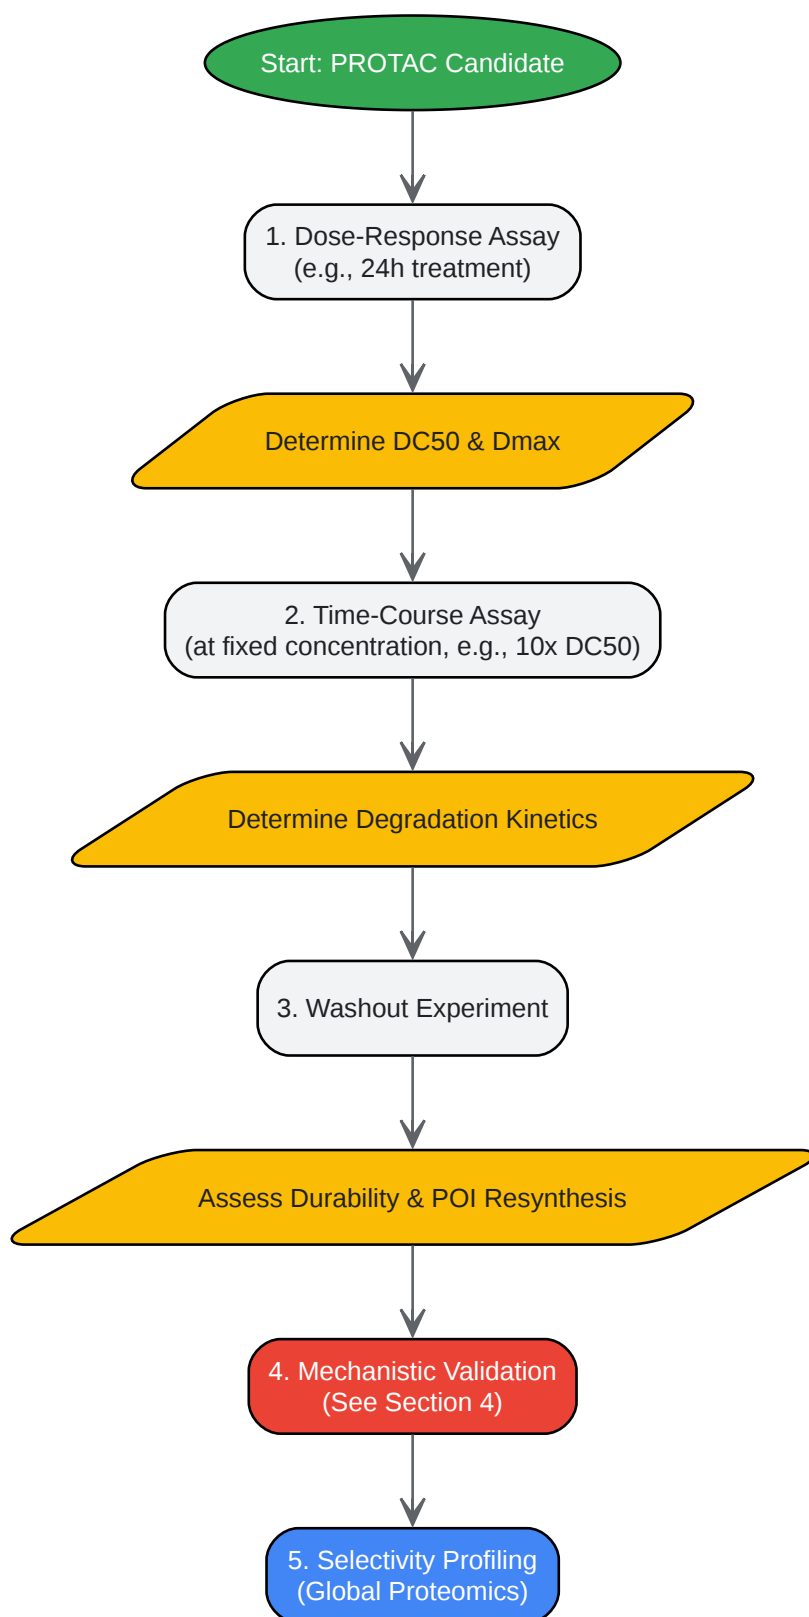 Start: PROTAC Candidate
1. Dose-Response Assay
(e.g., 24h treatment)
Determine DC50 & Dmax
2. Time-Course Assay
(at fixed concentration, e.g., 10x DC50)
Determine Degradation Kinetics
3. Washout Experiment
Assess Durability & POI Resynthesis
4. Mechanistic Validation
(See Section 4)
5. Selectivity Profiling
(Global Proteomics)